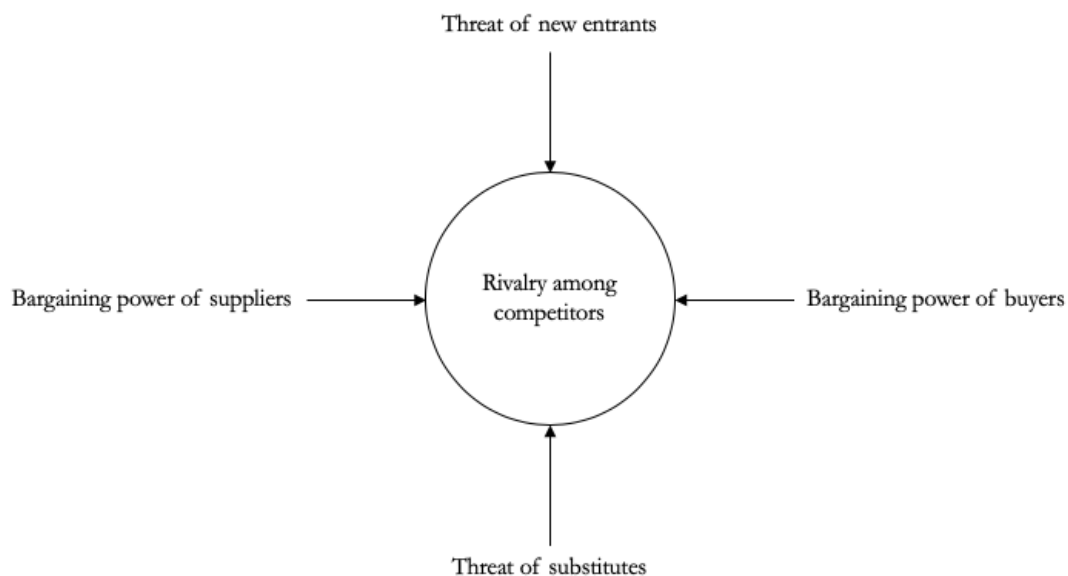 Threat of new entrants
Bargaining power of suppliers
Rivalry among
competitors
Bargaining power of buyers
Threat of substitutes